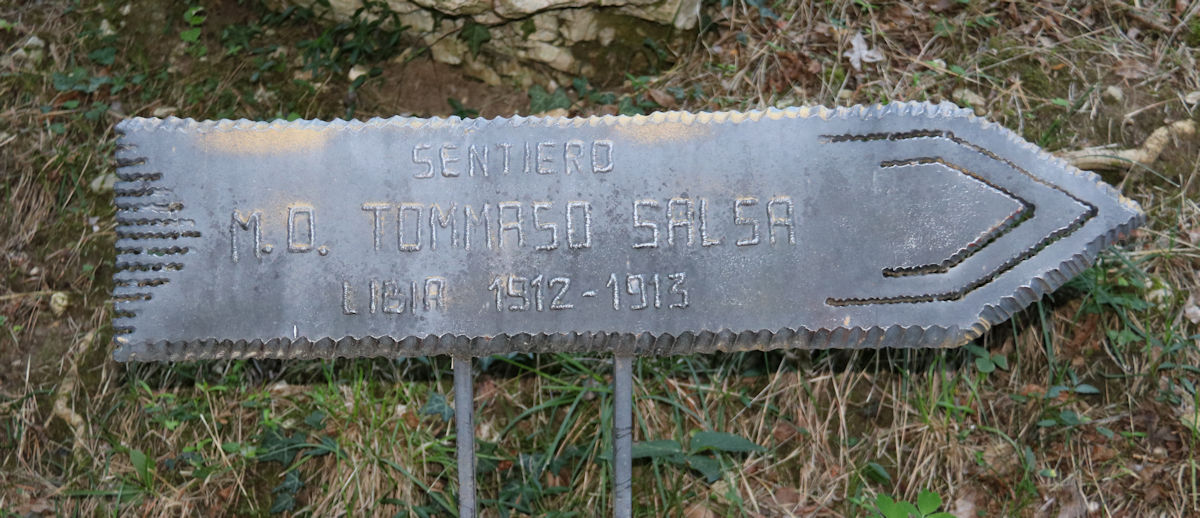 SENTIERO
M.O. TOMMASO SALSA
LIBIA 1912-1913